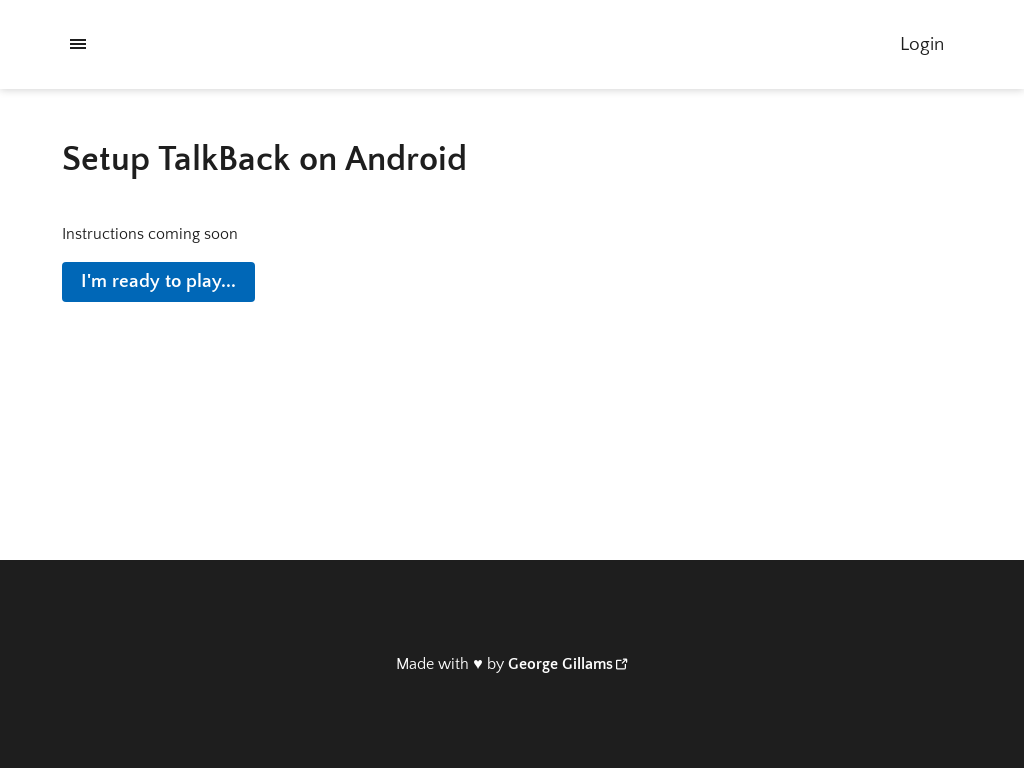 Login
Setup TalkBack on Android
Instructions coming soon
I'm ready to play...
Made with ♥ by George Gillams